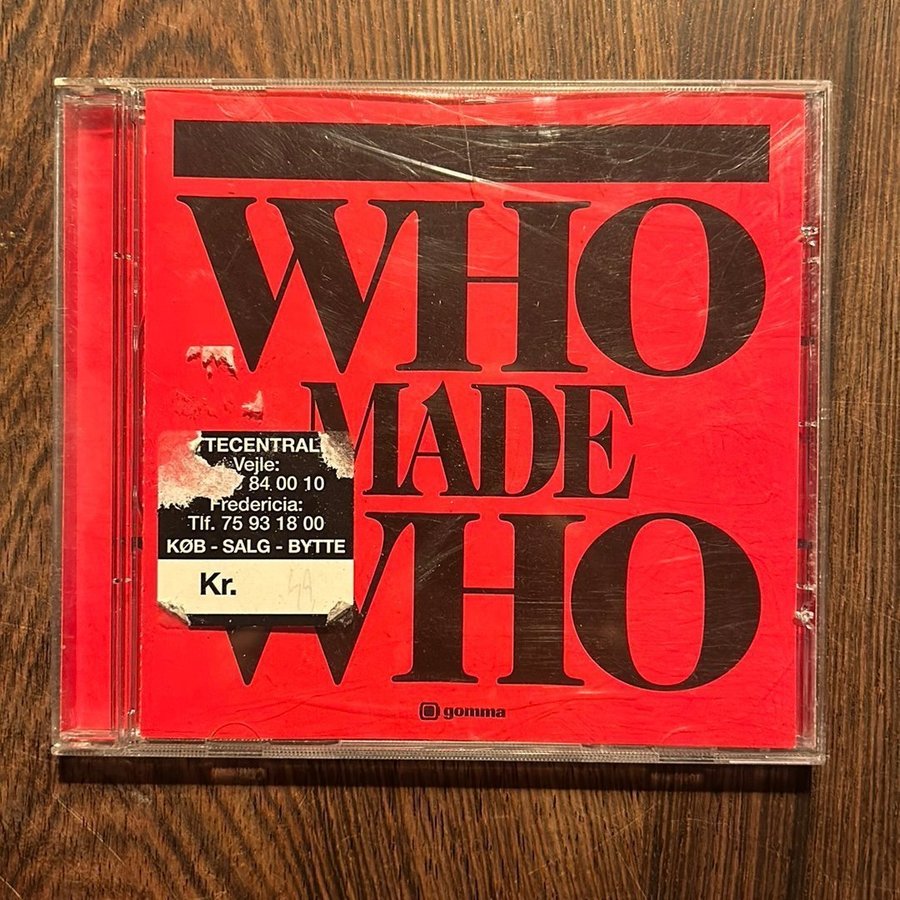 WHO
MADE
WHO
TECENTRAL
Vejle:
84 00 10
Fredericia:
Tlf. 75 93 18 00
KØB - SALG - BYTTE
Kr.
gomma